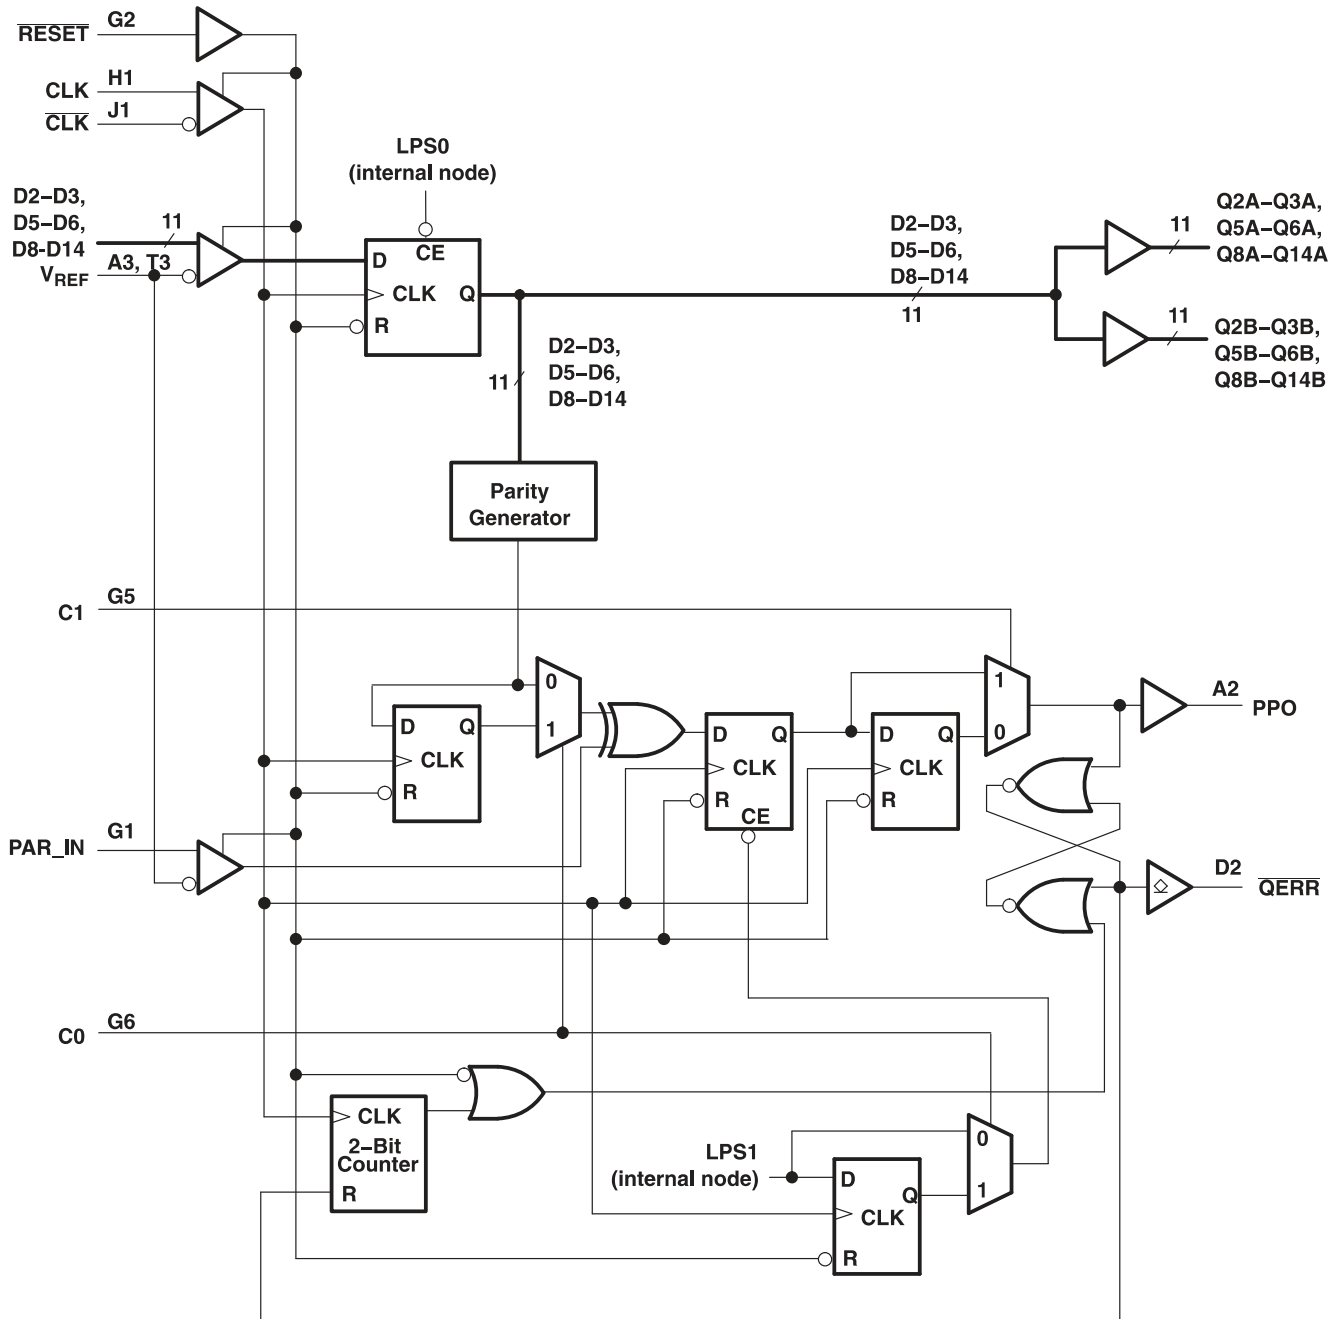 RESET G2
CLK H1
CLK J1
LPS0
(internal node)
D2–D3,
D5–D6,
D8-D14
11
VREF A3, T3
D
CE
CLK
Q
R
D2–D3,
D5–D6,
D8–D14
11
Q2A–Q3A,
Q5A–Q6A,
Q8A–Q14A
11
Q2B–Q3B,
Q5B–Q6B,
Q8B–Q14B
11
D2–D3,
D5–D6,
D8–D14
11
Parity
Generator
C1 G5
0
1
D
Q
CLK
R
D
Q
CLK
R
CE
D
Q
CLK
R
1
0
A2
PPO
PAR_IN G1
D2
QERR
C0 G6
CLK
2–Bit
Counter
R
LPS1
(internal node)
D
Q
CLK
R
0
1